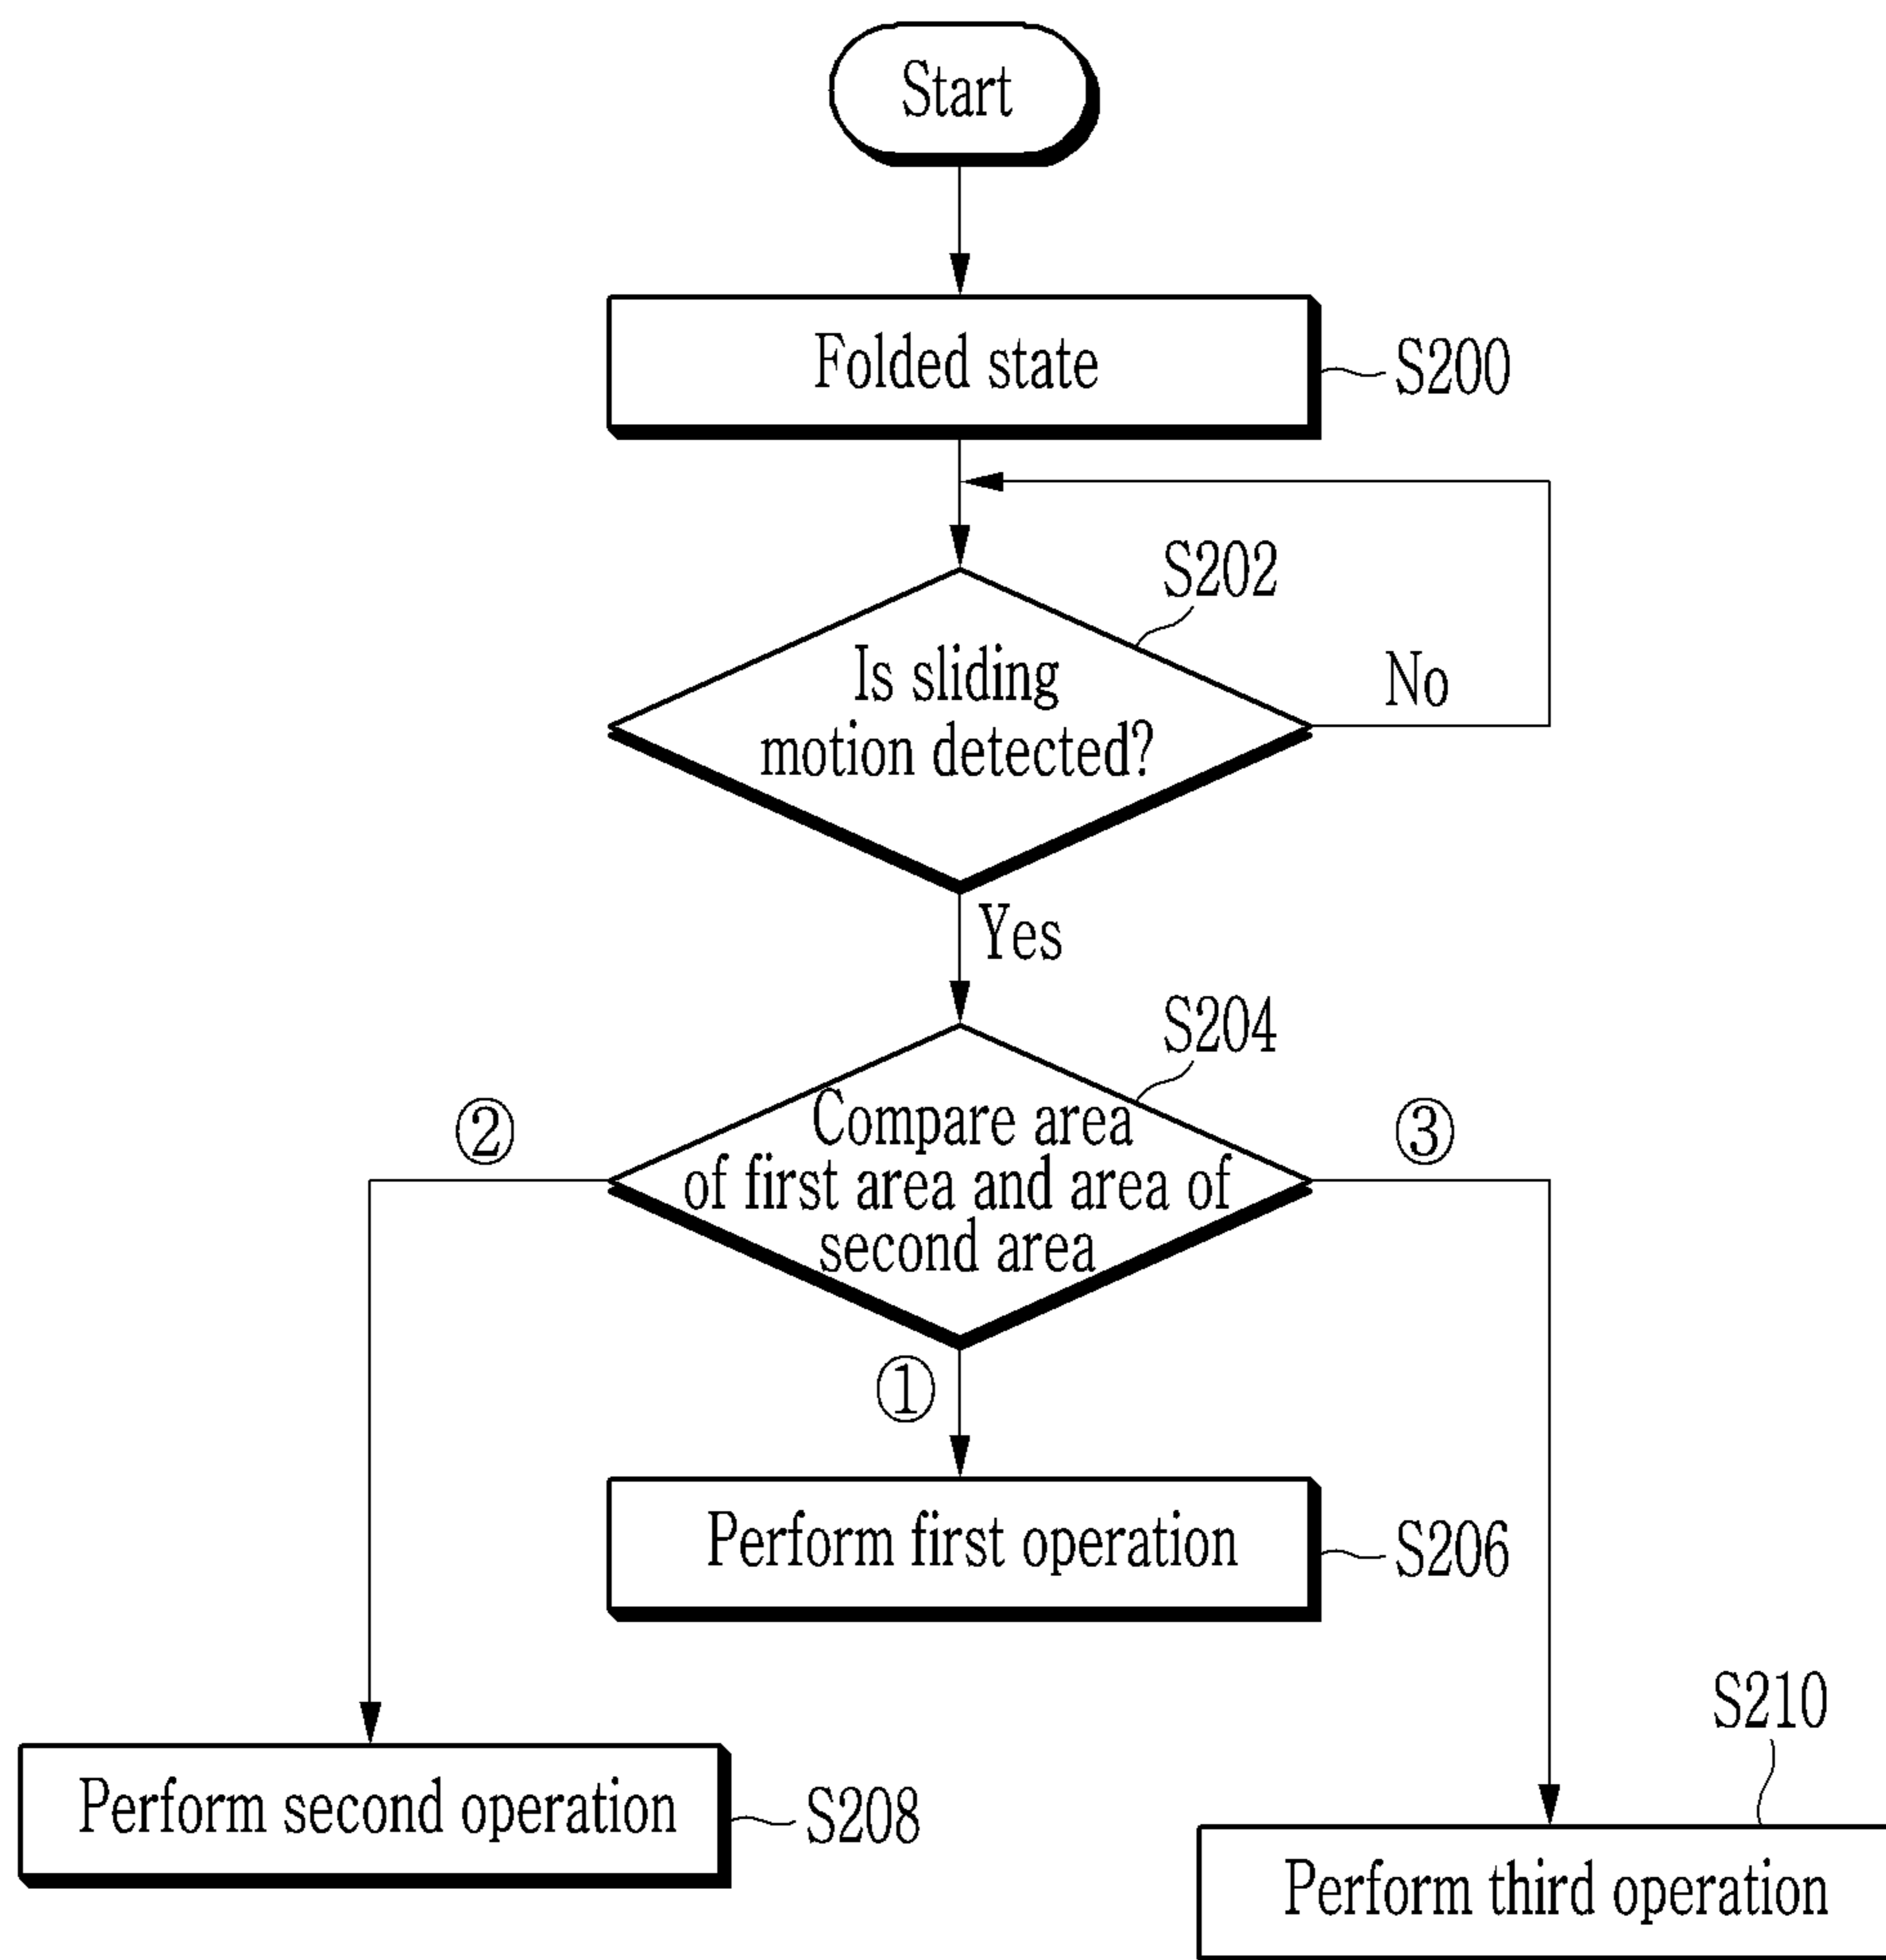 Start
Folded state
S200
S202
Is sliding
motion detected?
No
Yes
S204
②
Compare area
of first area and area of
second area
③
①
Perform first operation
S206
S210
Perform second operation
S208
Perform third operation